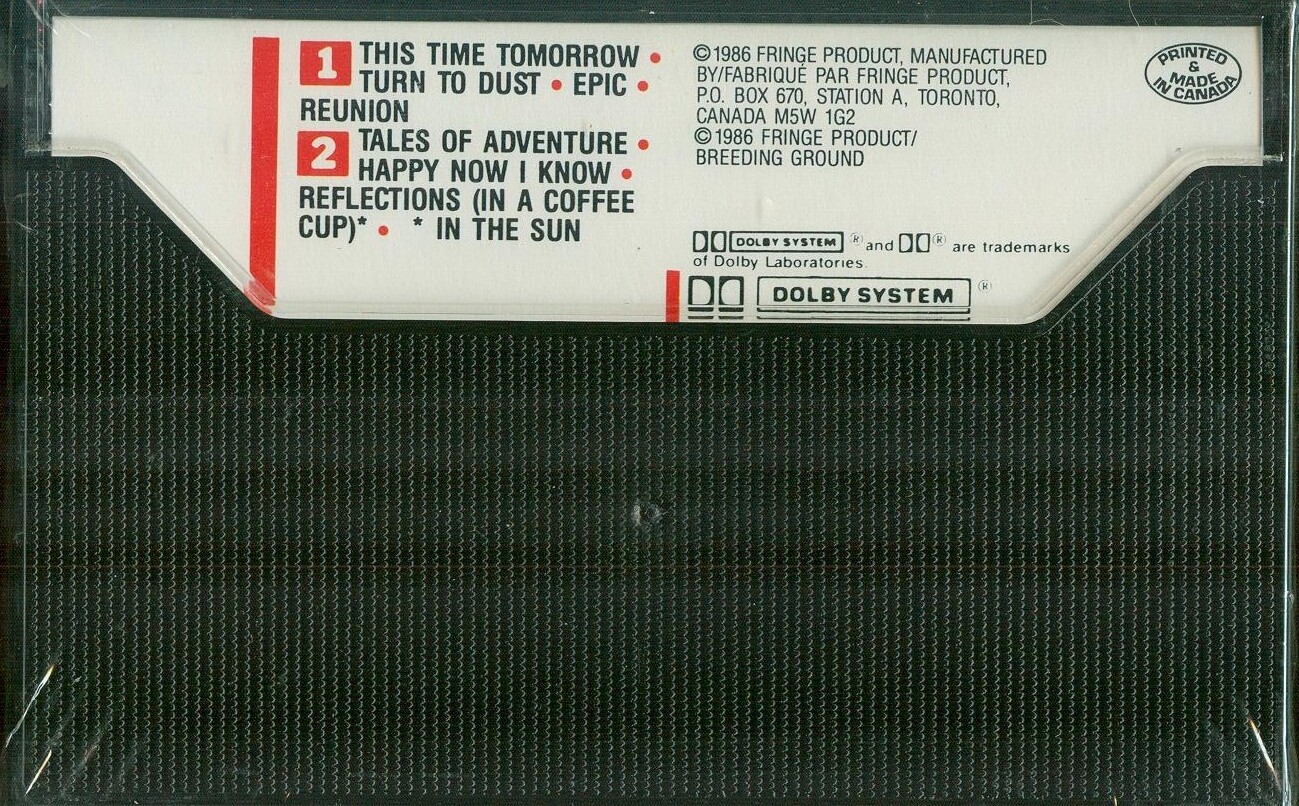 1 THIS TIME TOMORROW •
TURN TO DUST • EPIC •
REUNION
2 TALES OF ADVENTURE •
HAPPY NOW I KNOW •
REFLECTIONS (IN A COFFEE
CUP)* • * IN THE SUN
©1986 FRINGE PRODUCT, MANUFACTURED
BY/FABRIQUÉ PAR FRINGE PRODUCT,
P.O. BOX 670, STATION A, TORONTO,
CANADA M5W 1G2
©1986 FRINGE PRODUCT/
BREEDING GROUND
DOLBY SYSTEM ® and ® are trademarks
of Dolby Laboratories.
DOLBY SYSTEM ®
PRINTED
&
MADE
IN CANADA